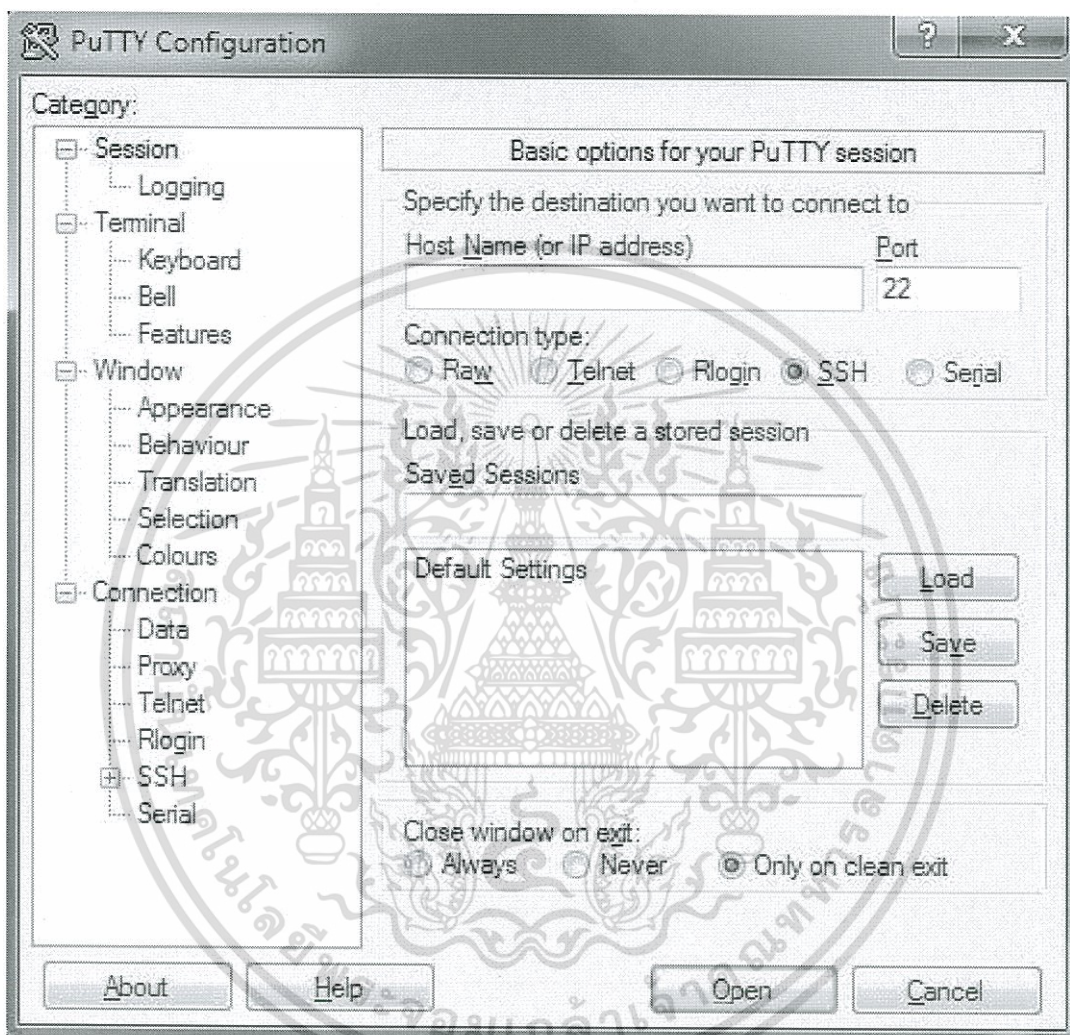 PuTTY Configuration
Category:
Session
Logging
Terminal
Keyboard
Bell
Features
Window
Appearance
Behaviour
Translation
Selection
Colours
Connection
Data
Proxy
Telnet
Rlogin
SSH
Serial
Basic options for your PuTTY session
Specify the destination you want to connect to
Host Name (or IP address) Port
22
Connection type:
Raw Telnet Rlogin SSH Serial
Load, save or delete a stored session
Saved Sessions
Default Settings
Load
Save
Delete
Close window on exit:
Always Never Only on clean exit
About Help Open Cancel